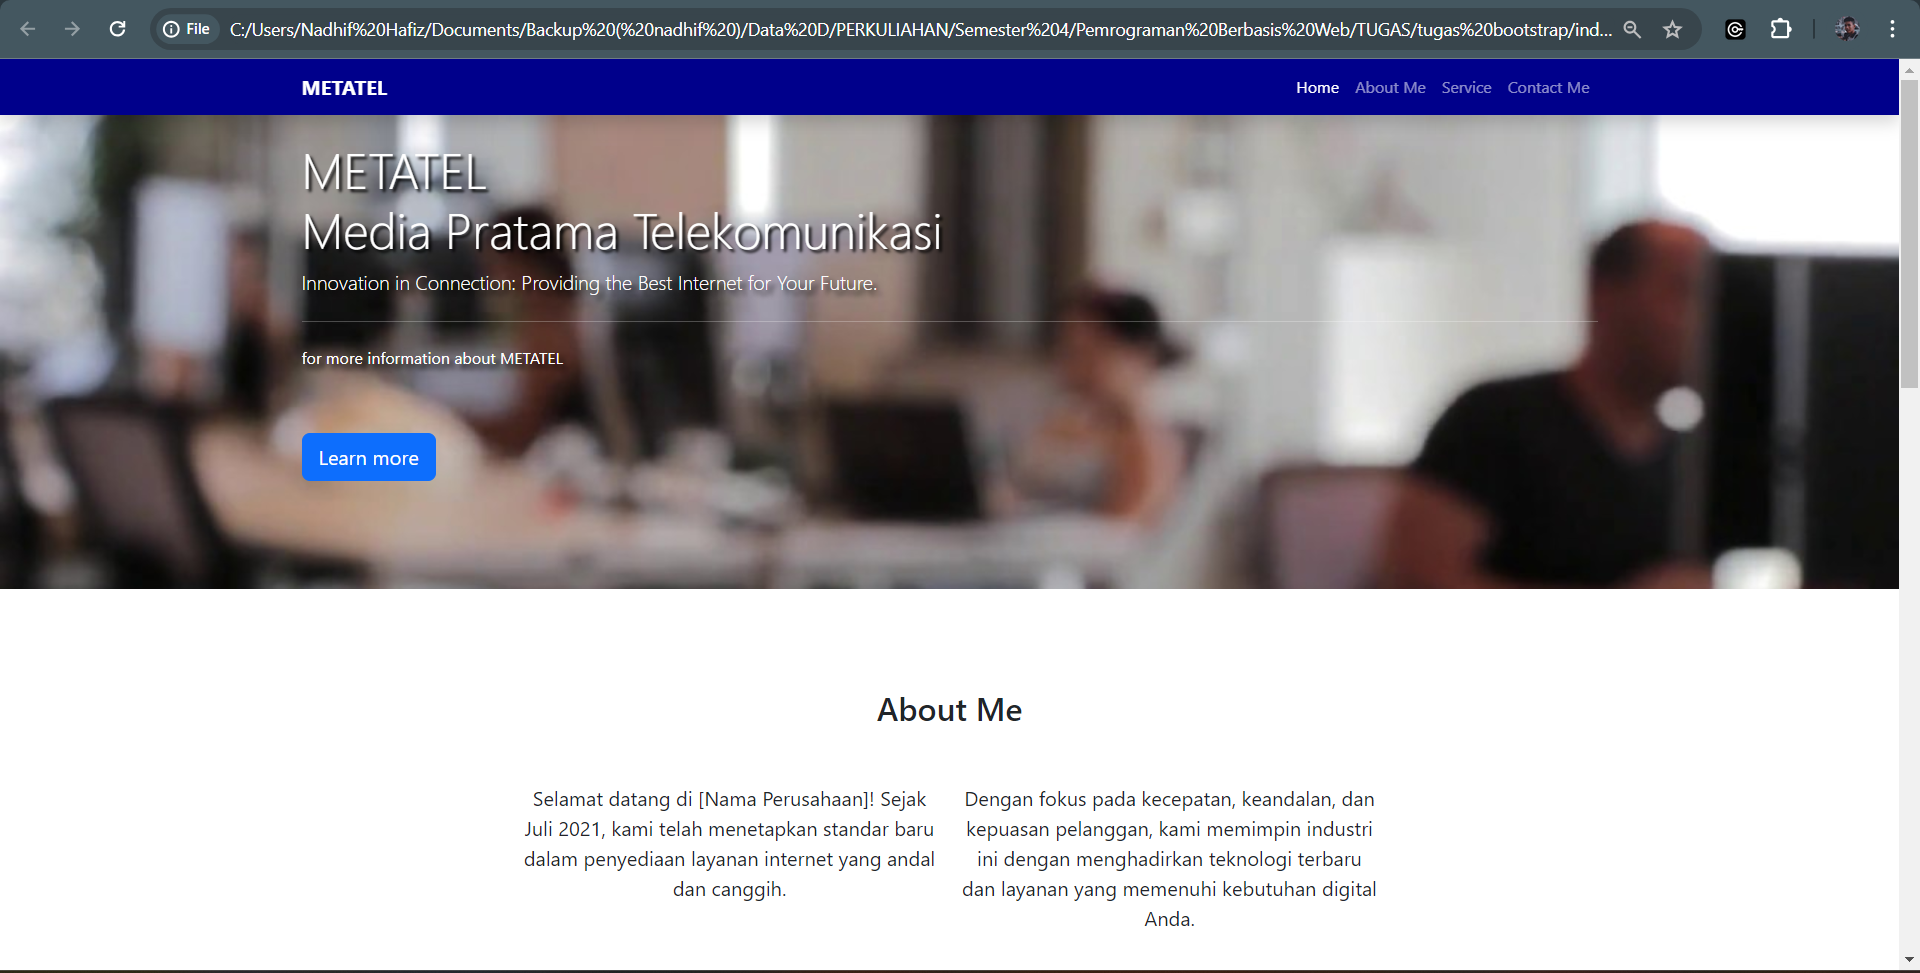 File C:/Users/Nadhif%20Hafiz/Documents/Backup%20(%20nadhif%20)/Data%20D/PERKULIAHAN/Semester%204/Pemrograman%20Berbasis%20Web/TUGAS/tugas%20bootstrap/ind...
METATEL Home About Me Service Contact Me
METATEL
Media Pratama Telekomunikasi
Innovation in Connection: Providing the Best Internet for Your Future.
for more information about METATEL
Learn more
About Me
Selamat datang di [Nama Perusahaan]! Sejak
Juli 2021, kami telah menetapkan standar baru
dalam penyediaan layanan internet yang andal
dan canggih.
Dengan fokus pada kecepatan, keandalan, dan
kepuasan pelanggan, kami memimpin industri
ini dengan menghadirkan teknologi terbaru
dan layanan yang memenuhi kebutuhan digital
Anda.